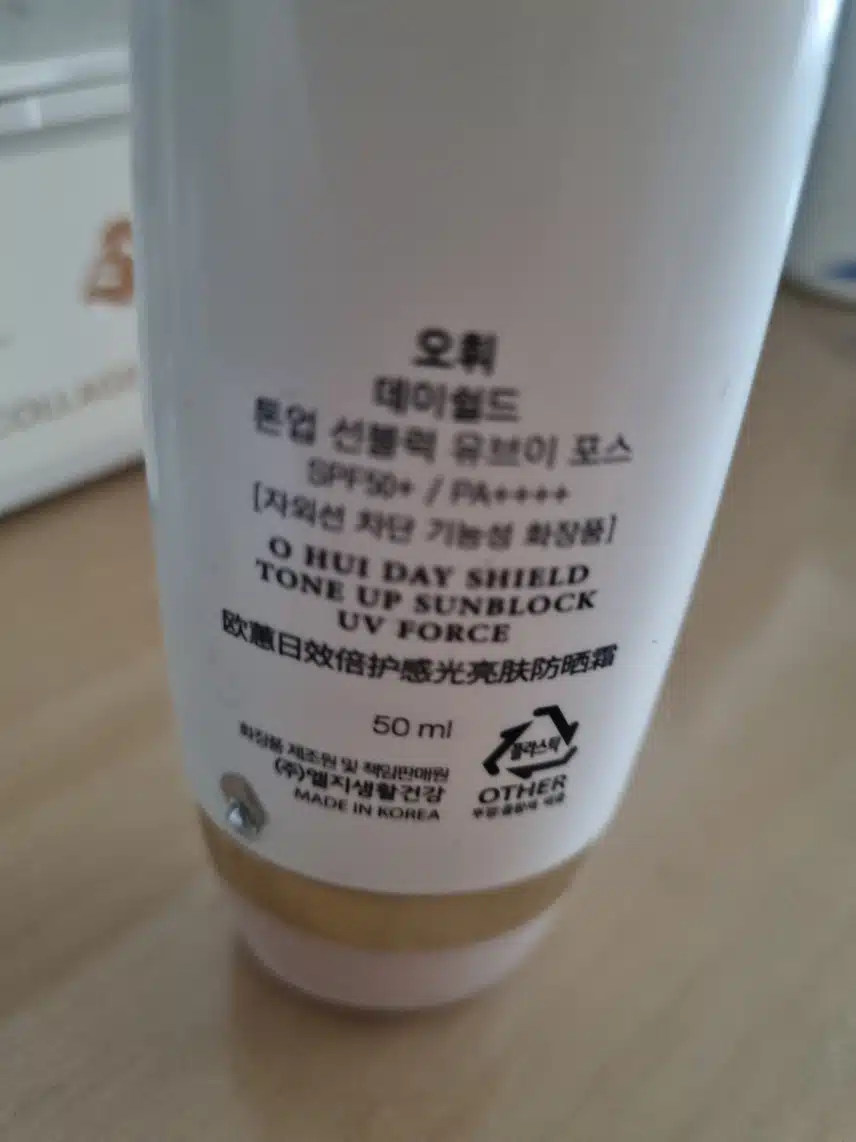 오휘
데이쉴드
톤업 선블럭 유브이 포스
SPF50+ / PA++++
[자외선 차단 기능성 화장품]
O HUI DAY SHIELD
TONE UP SUNBLOCK
UV FORCE
欧蕙日效倍护感光亮肤防晒霜
50 ml
화장품 제조원 및 책임판매원
(주)엘지생활건강
MADE IN KOREA
플라스틱
OTHER